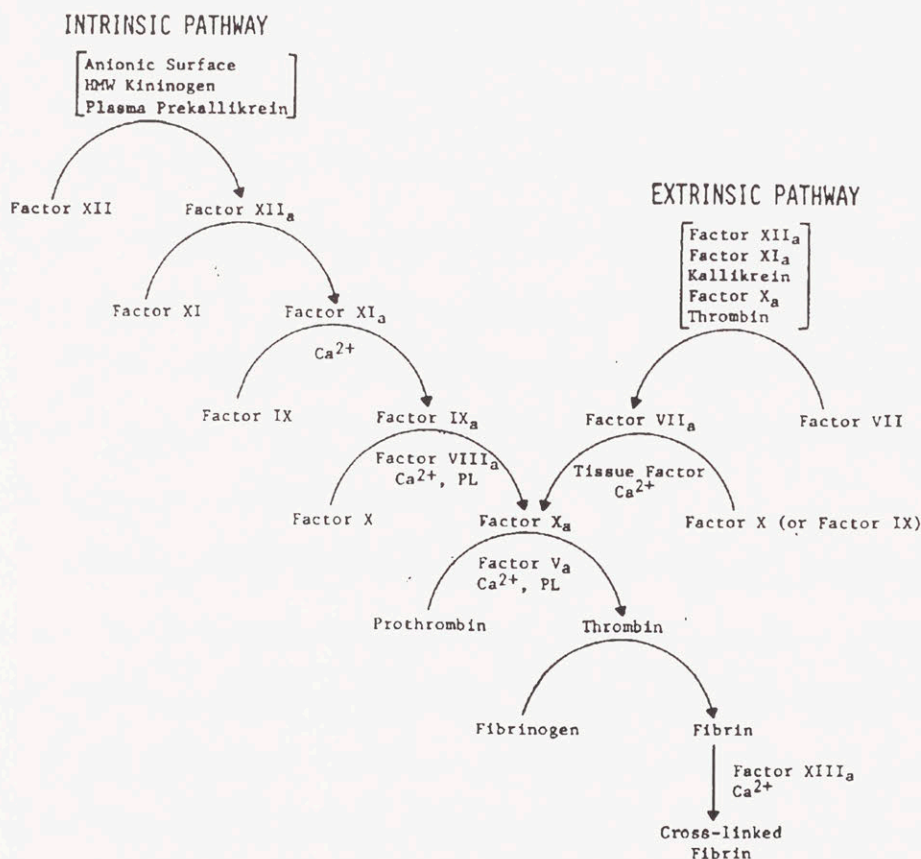 INTRINSIC PATHWAY
Anionic Surface
HMW Kininogen
Plasma Prekallikrein
Factor XII
Factor XIIₐ
EXTRINSIC PATHWAY
Factor XIIₐ
Factor XIₐ
Kallikrein
Factor Xₐ
Thrombin
Factor XI
Factor XIₐ
Ca²⁺
Factor IX
Factor IXₐ
Factor VIIₐ
Factor VII
Factor VIIIₐ
Ca²⁺, PL
Tissue Factor
Ca²⁺
Factor X
Factor Xₐ
Factor X (or Factor IX)
Factor Vₐ
Ca²⁺, PL
Prothrombin
Thrombin
Fibrinogen
Fibrin
Factor XIIIₐ
Ca²⁺
Cross-linked
Fibrin